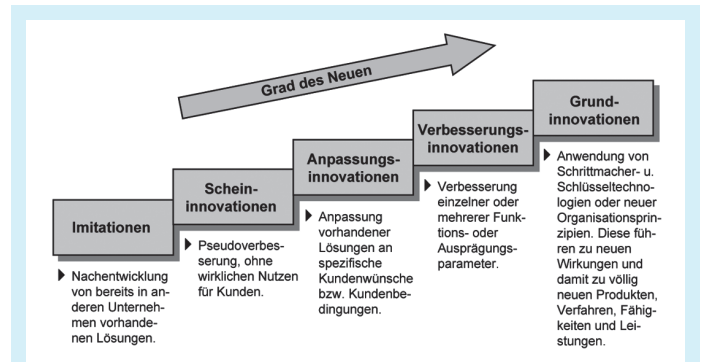 Grad des Neuen
Imitationen
Nachentwicklung
von bereits in an-
deren Unterneh-
men vorhande-
nen Lösungen.
Schein-
innovationen
Pseudoverbes-
serung, ohne
wirklichen Nutzen
für Kunden.
Anpassungs-
innovationen
Anpassung
vorhandener
Lösungen an
spezifische
Kundenwünsche
bzw. Kundenbe-
dingungen.
Verbesserungs-
innovationen
Verbesserung
einzelner oder
mehrerer Funk-
tions- oder
Ausprägungs-
parameter.
Grund-
innovationen
Anwendung von
Schrittmacher- u.
Schlüsseltechno-
logien oder neuer
Organisationsprin-
zipien. Diese füh-
ren zu neuen
Wirkungen und
damit zu völlig
neuen Produkten,
Verfahren, Fähig-
keiten und Lei-
stungen.